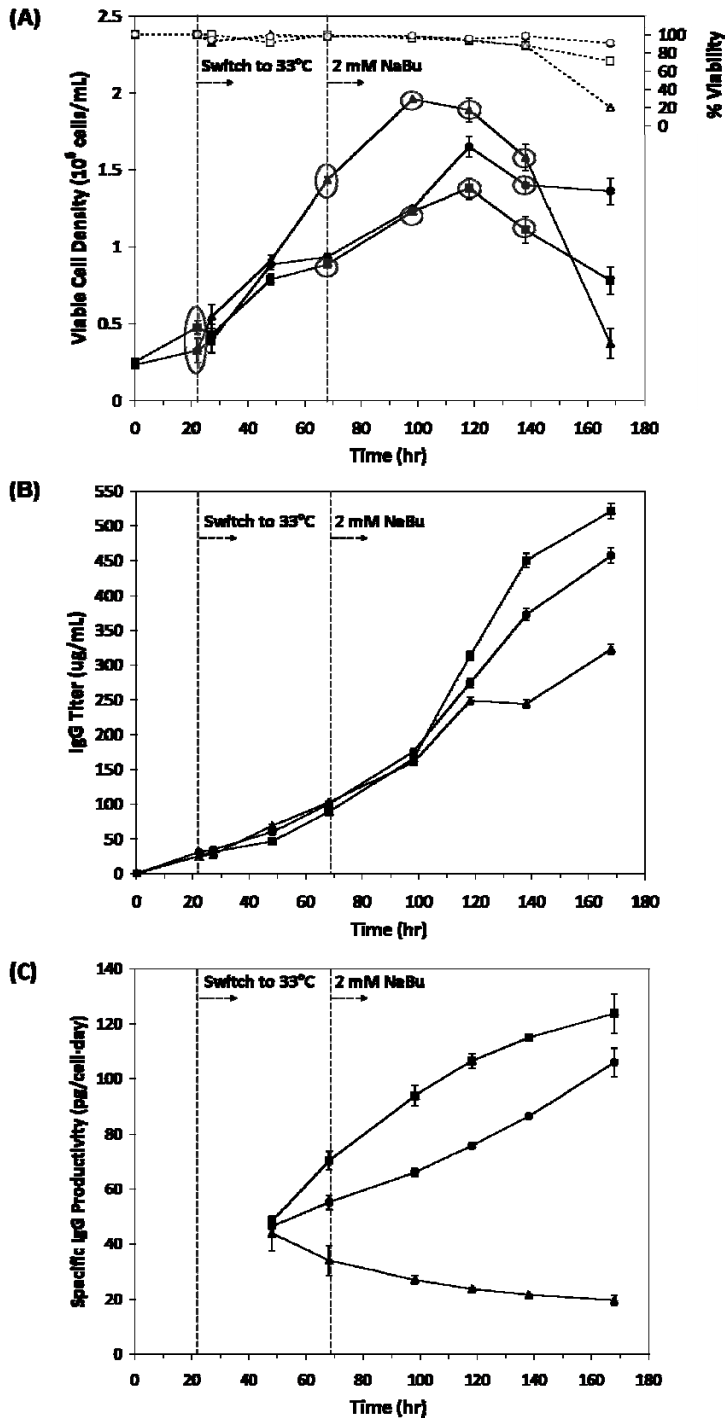 (A)
2.5
2
1.5
1
0.5
0
100
80
60
40
20
0
% Viability
Switch to 33°C
2 mM NaBu
Viable Cell Density (10⁶ cells/mL)
0 20 40 60 80 100 120 140 160 180
Time (hr)
(B)
550
500
450
400
350
300
250
200
150
100
50
0
Switch to 33°C
2 mM NaBu
IgG Titer (ug/mL)
0 20 40 60 80 100 120 140 160 180
Time (hr)
(C)
140
120
100
80
60
40
20
0
Switch to 33°C
2 mM NaBu
Specific IgG Productivity (pg/cell-day)
0 20 40 60 80 100 120 140 160 180
Time (hr)